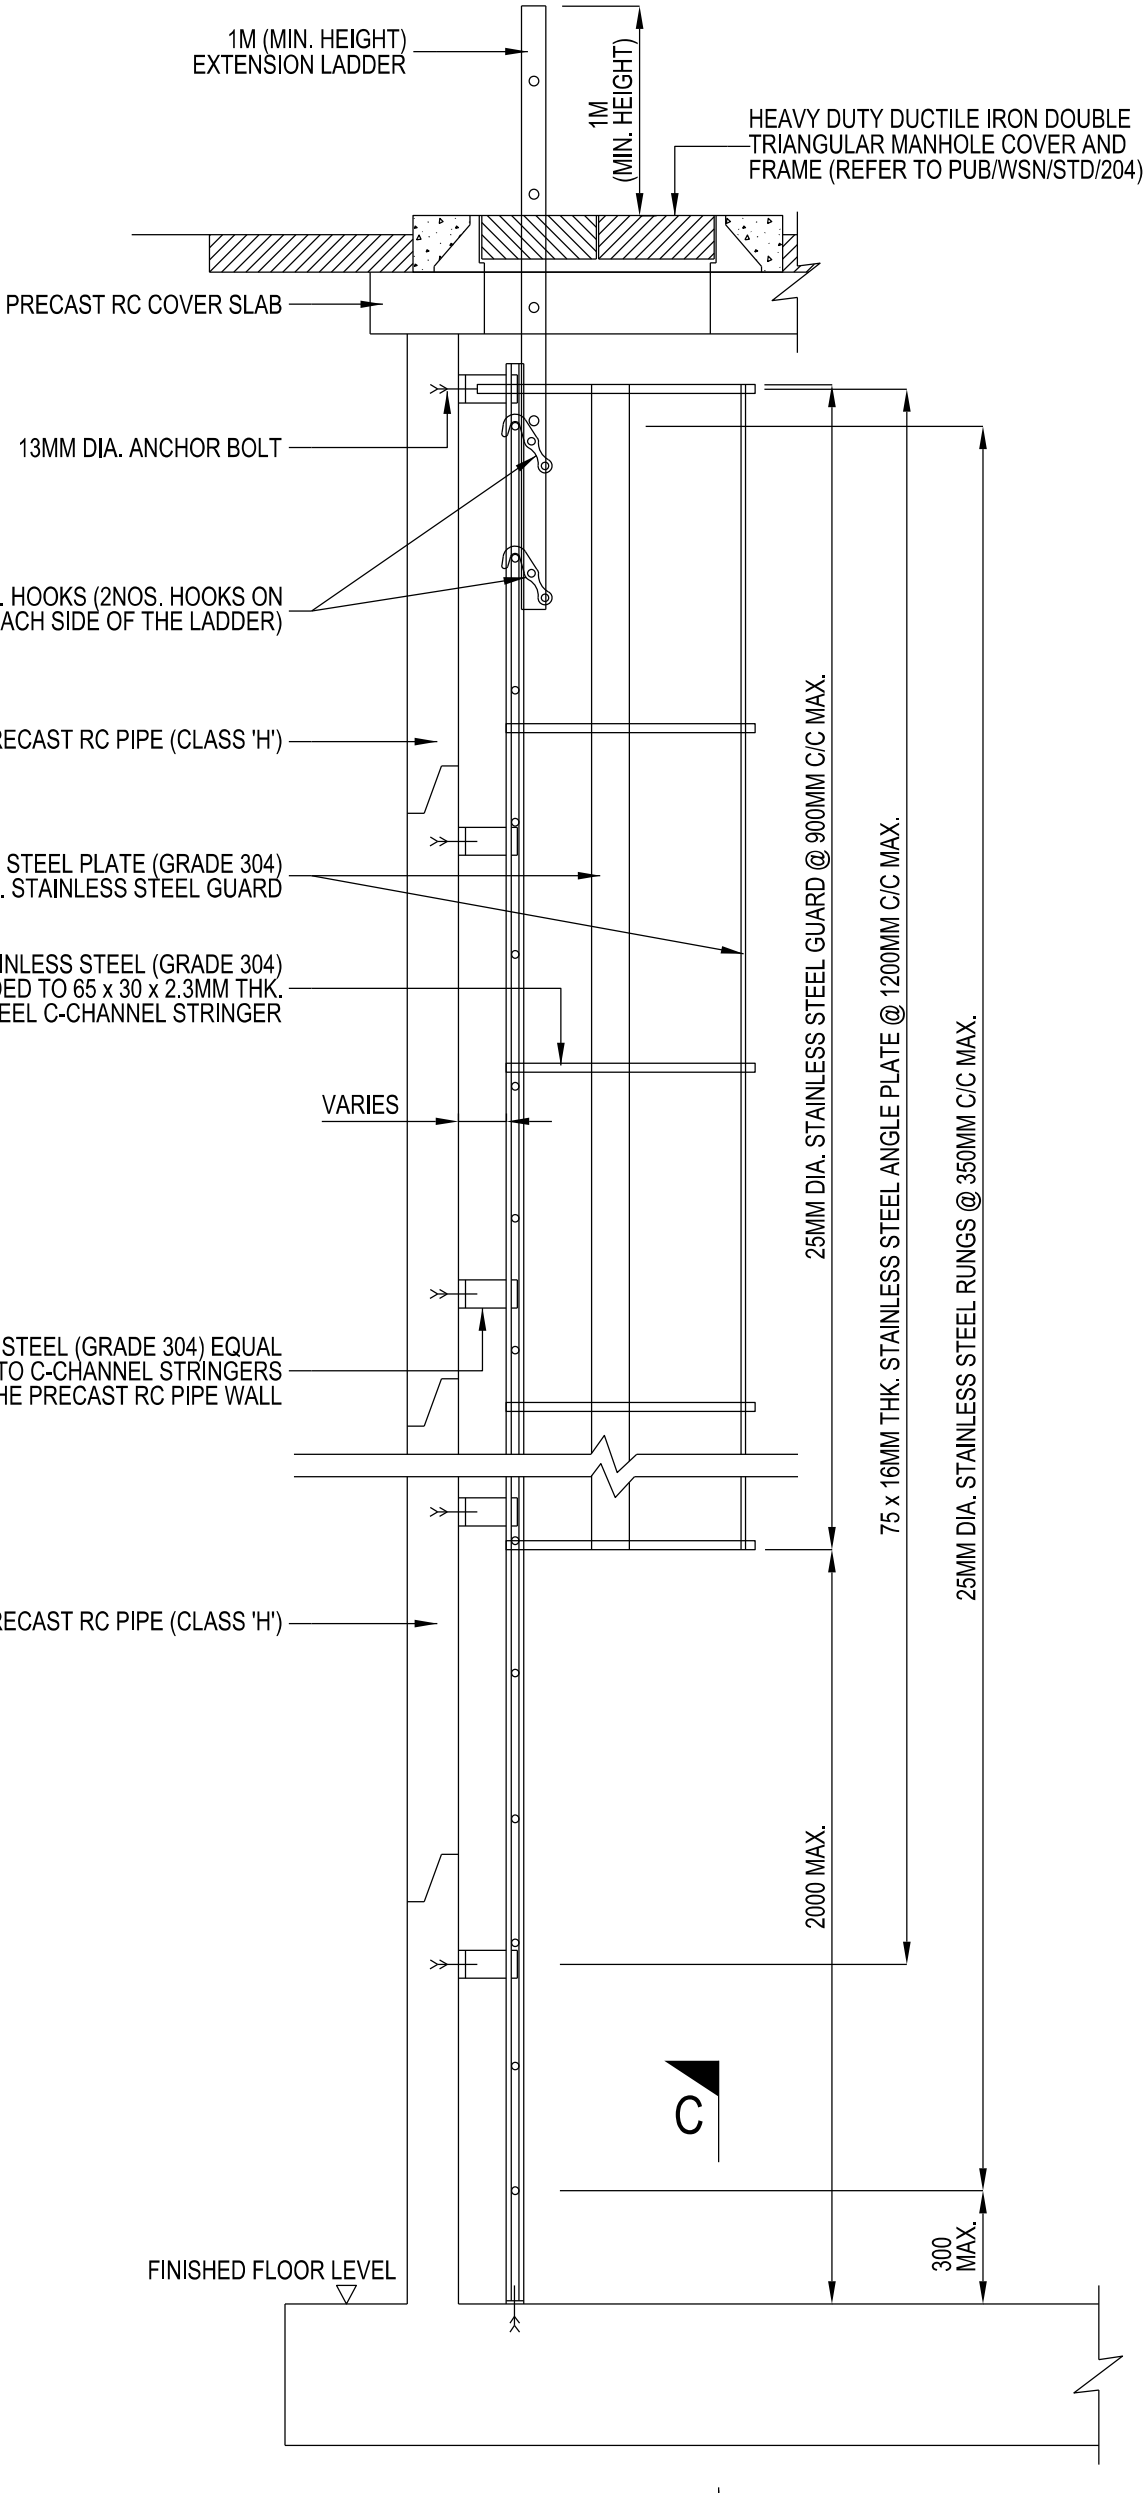 1M (MIN. HEIGHT)
EXTENSION LADDER
1M
(MIN. HEIGHT)
HEAVY DUTY DUCTILE IRON DOUBLE
TRIANGULAR MANHOLE COVER AND
FRAME (REFER TO PUB/WSN/STD/204)
PRECAST RC COVER SLAB
13MM DIA. ANCHOR BOLT
. HOOKS (2NOS. HOOKS ON
ACH SIDE OF THE LADDER)
RECAST RC PIPE (CLASS 'H')
STEEL PLATE (GRADE 304)
. STAINLESS STEEL GUARD
INLESS STEEL (GRADE 304)
DED TO 65 x 30 x 2.3MM THK.
EEL C-CHANNEL STRINGER
VARIES
STEEL (GRADE 304) EQUAL
TO C-CHANNEL STRINGERS
HE PRECAST RC PIPE WALL
RECAST RC PIPE (CLASS 'H')
25MM DIA. STAINLESS STEEL GUARD @ 900MM C/C MAX.
75 x 16MM THK. STAINLESS STEEL ANGLE PLATE @ 1200MM C/C MAX.
25MM DIA. STAINLESS STEEL RUNGS @ 350MM C/C MAX.
2000 MAX.
C
300
MAX.
FINISHED FLOOR LEVEL